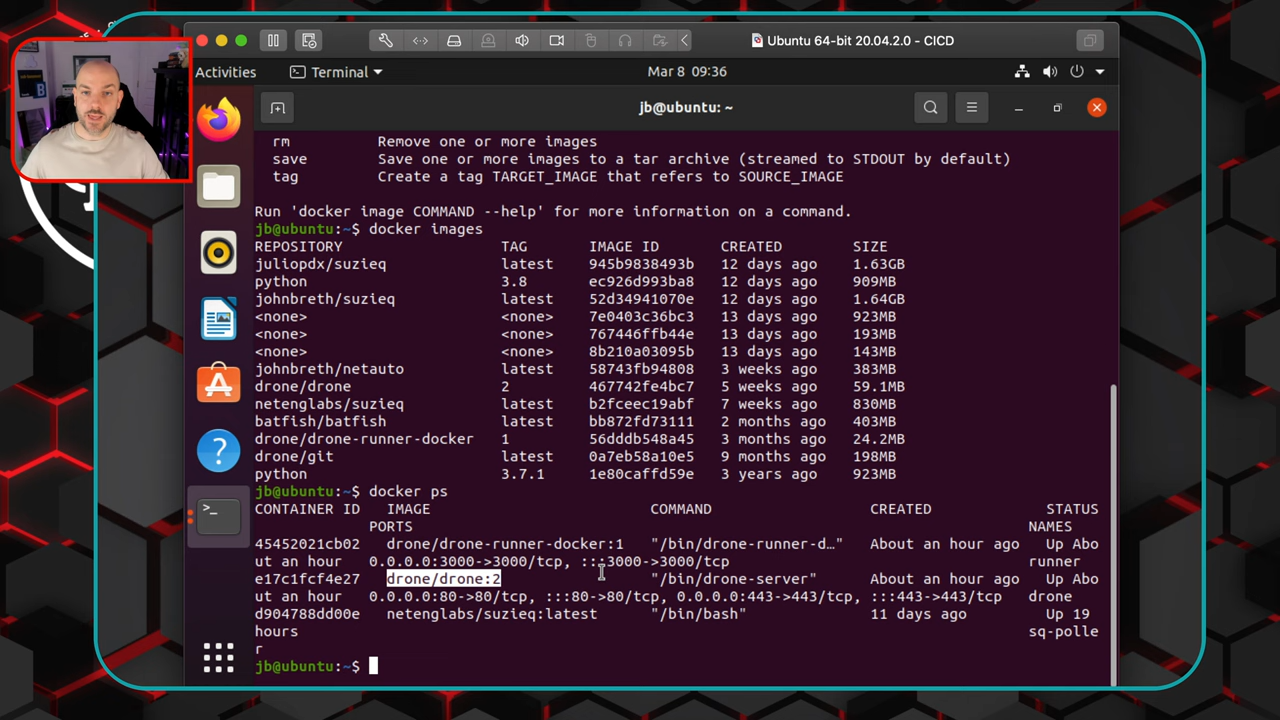 Ubuntu 64-bit 20.04.2.0 - CICD
Activities
Terminal
Mar 8 09:36
jb@ubuntu: ~
rm Remove one or more images
save Save one or more images to a tar archive (streamed to STDOUT by default)
tag Create a tag TARGET_IMAGE that refers to SOURCE_IMAGE
Run 'docker image COMMAND --help' for more information on a command.
jb@ubuntu:~$ docker images
REPOSITORY TAG IMAGE ID CREATED SIZE
juliopdx/suzieq latest 945b9838493b 12 days ago 1.63GB
python 3.8 ec926d993ba8 12 days ago 909MB
johnbreth/suzieq latest 52d34941070e 12 days ago 1.64GB
<none> <none> 7e0403c36bc3 13 days ago 923MB
<none> <none> 767446ffb44e 13 days ago 193MB
<none> <none> 8b210a03095b 13 days ago 143MB
johnbreth/netauto latest 58743fb94808 3 weeks ago 383MB
drone/drone 2 467742fe4bc7 5 weeks ago 59.1MB
netenglabs/suzieq latest b2fceec19abf 7 weeks ago 830MB
batfish/batfish latest bb872fd73111 2 months ago 403MB
drone/drone-runner-docker 1 56dddb548a45 3 months ago 24.2MB
drone/git latest 0a7eb58a10e5 9 months ago 198MB
python 3.7.1 1e80caffd59e 3 years ago 923MB
jb@ubuntu:~$ docker ps
CONTAINER ID IMAGE COMMAND CREATED STATUS
PORTS NAMES
45452021cb02 drone/drone-runner-docker:1 "/bin/drone-runner-d…" About an hour ago Up Abo
ut an hour 0.0.0.0:3000->3000/tcp, :::3000->3000/tcp runner
e17c1fcf4e27 drone/drone:2 "/bin/drone-server" About an hour ago Up Abo
ut an hour 0.0.0.0:80->80/tcp, :::80->80/tcp, 0.0.0.0:443->443/tcp, :::443->443/tcp drone
d904788dd00e netenglabs/suzieq:latest "/bin/bash" 11 days ago Up 19
hours sq-polle
r
jb@ubuntu:~$